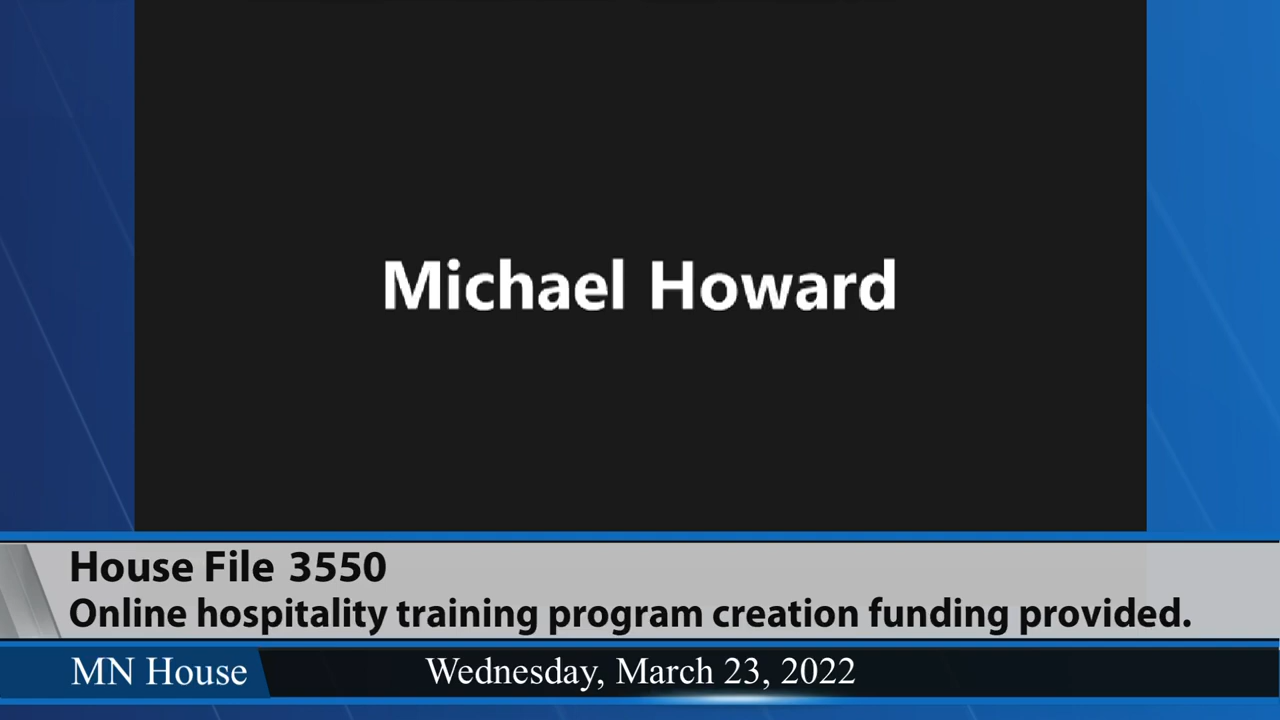 Michael Howard
House File 3550
Online hospitality training program creation funding provided.
MN House
Wednesday, March 23, 2022